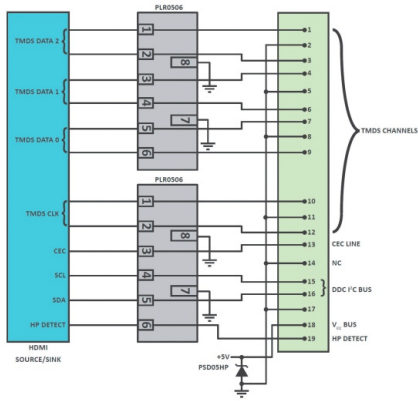 PLR0506
1
2
3
4
5
6
8
7
TMDS DATA 2
TMDS DATA 1
TMDS DATA 0
1
2
3
4
5
6
7
8
9
TMDS CHANNELS
PLR0506
1
2
3
4
5
6
8
7
TMDS CLK
CEC
SCL
SDA
HP DETECT
10
11
12
13
14
15
16
17
18
19
CEC LINE
NC
DDC I²C BUS
VCC BUS
HP DETECT
HDMI
SOURCE/SINK
+5V
PSD05HP